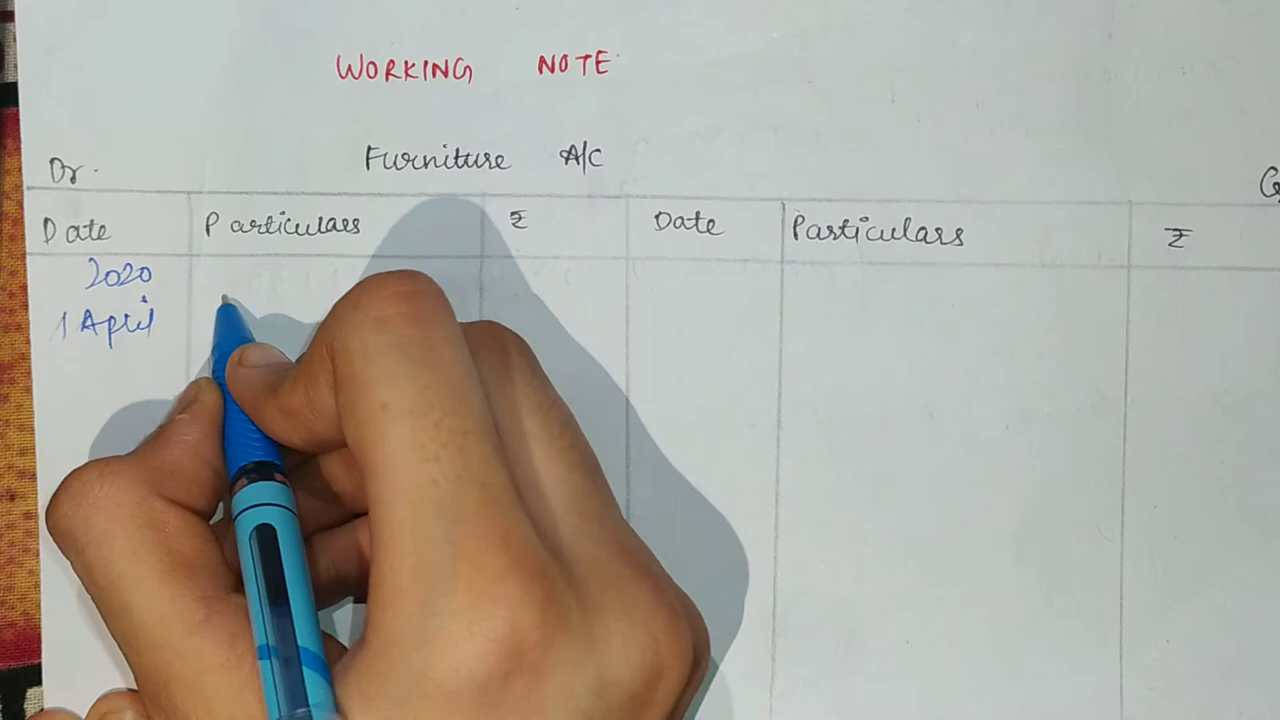 WORKING NOTE
Dr. Furniture A/C
Date Particulars ₹ Date Particulars ₹
2020
1 April